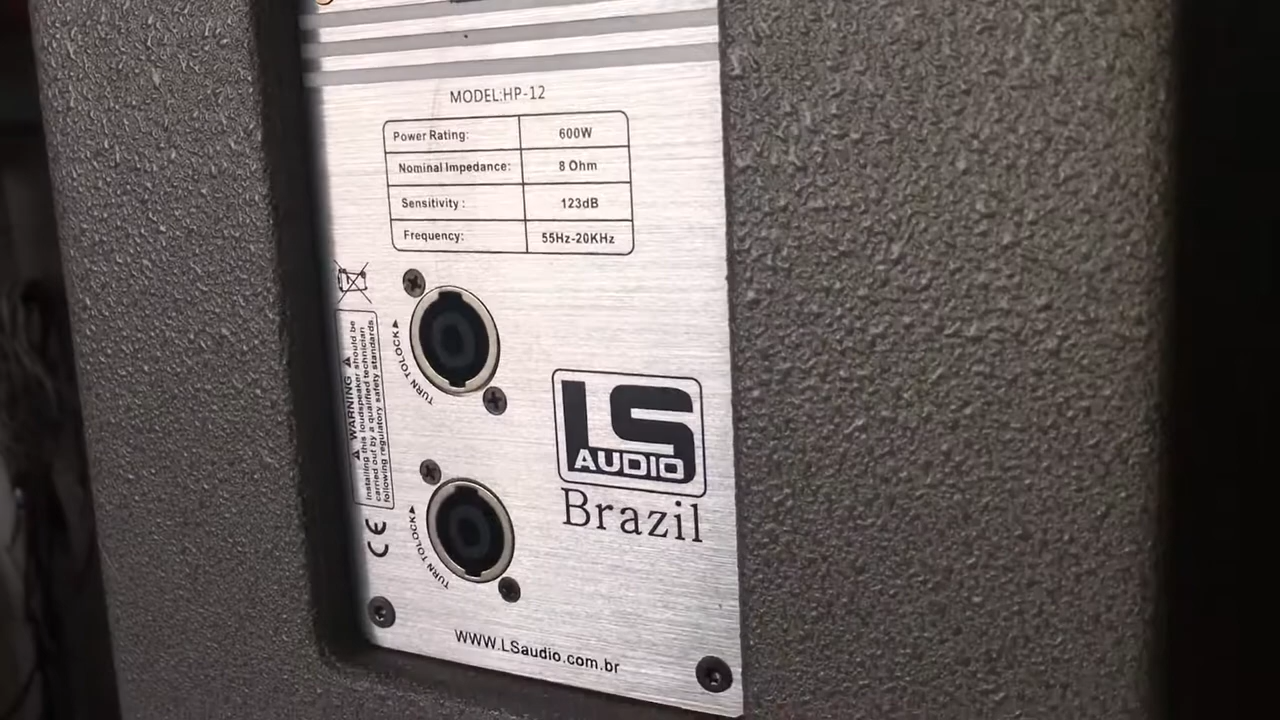 MODEL:HP-12
Power Rating: 600W
Nominal Impedance: 8 Ohm
Sensitivity : 123dB
Frequency: 55Hz-20KHz
TURN TOLOCK
WARNING
Installing this loudspeaker should be
carried out by a qualified technician
following regulatory safety standards.
LS
AUDIO
Brazil
CE
TURN TOLOCK
WWW.LSaudio.com.br